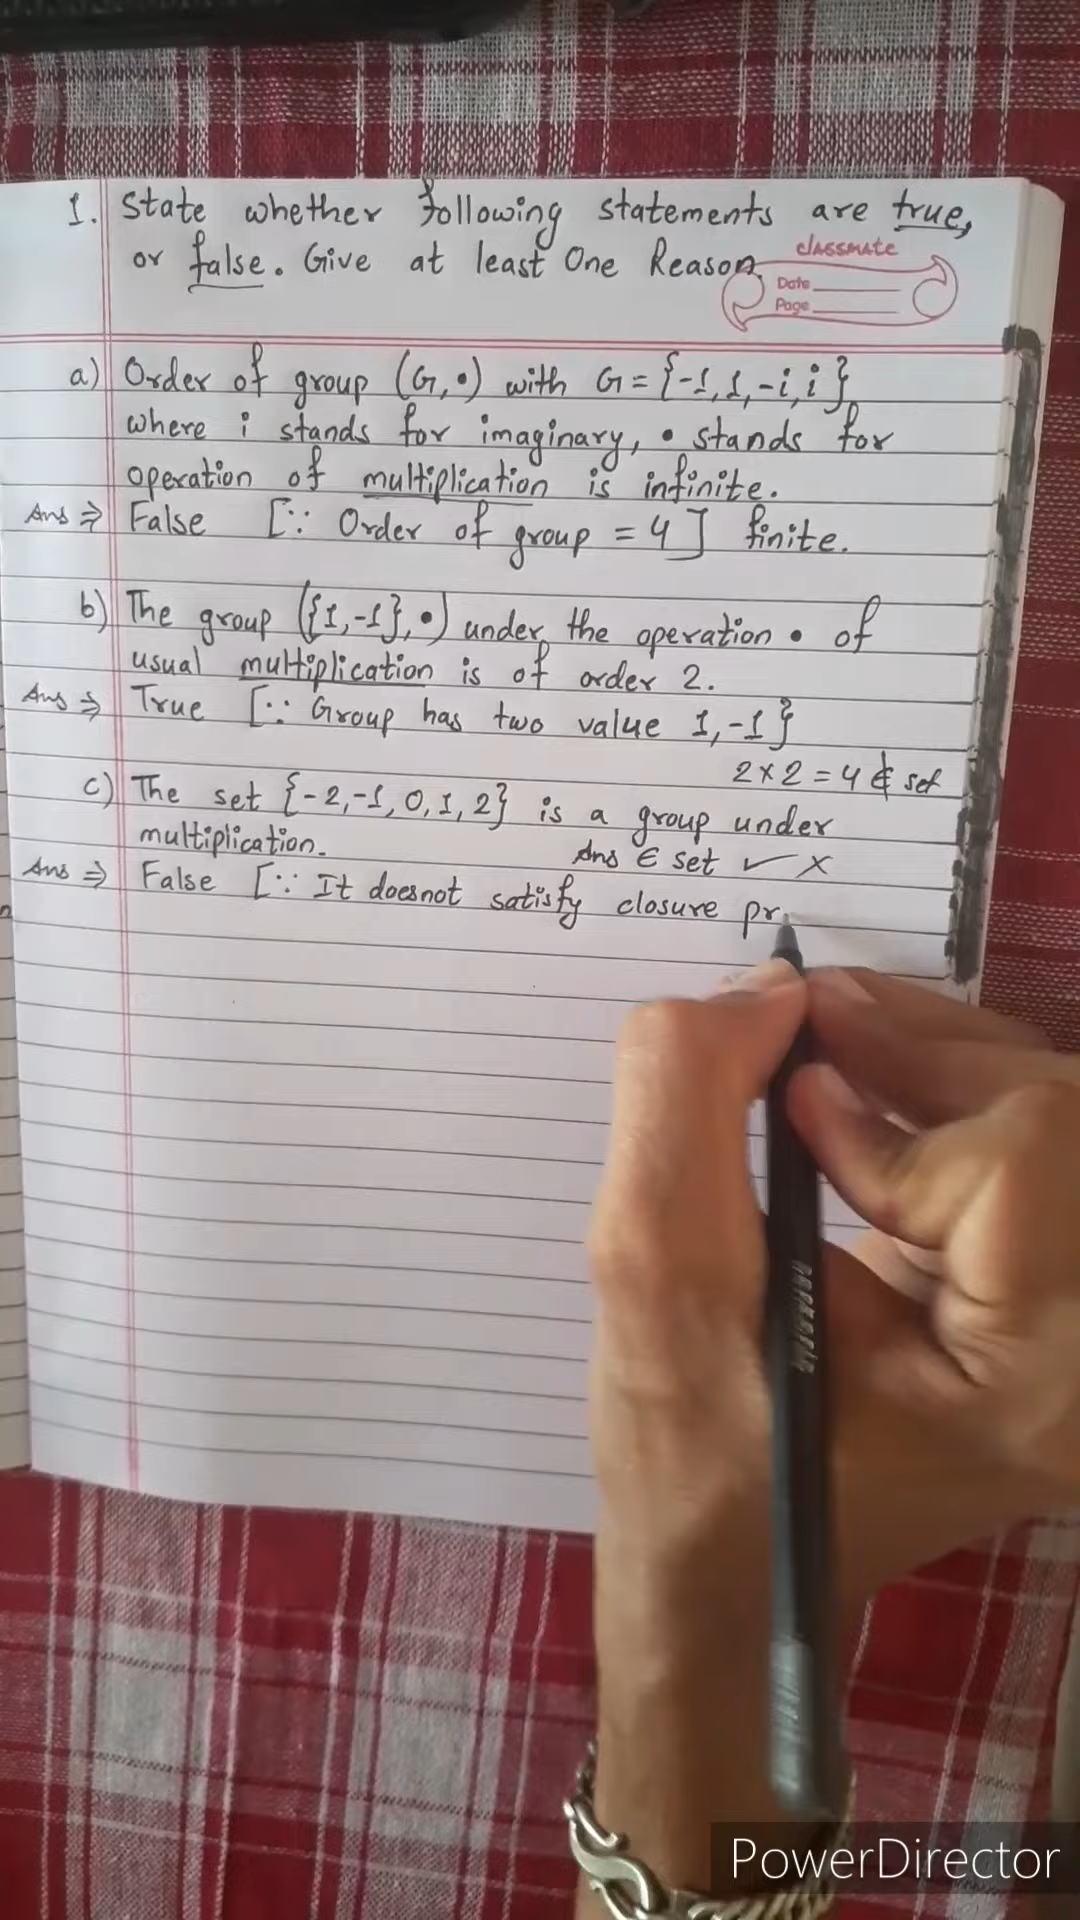 1. State whether following statements are true,
or false. Give at least One Reason.
classmate
Date
Page
a) Order of group (G, •) with G = {-1, 1, -i, i}
where i stands for imaginary, • stands for
operation of multiplication is infinite.
Ans ⇒ False [∵ Order of group = 4] finite.
b) The group ({1, -1}, •) under the operation • of
usual multiplication is of order 2.
Ans ⇒ True [∵ Group has two value 1, -1}
2 × 2 = 4 ∉ set
c) The set {-2, -1, 0, 1, 2} is a group under
multiplication.
Ans ∈ set ✓ ×
Ans ⇒ False [∵ It doesnot satisfy closure pr
PowerDirector